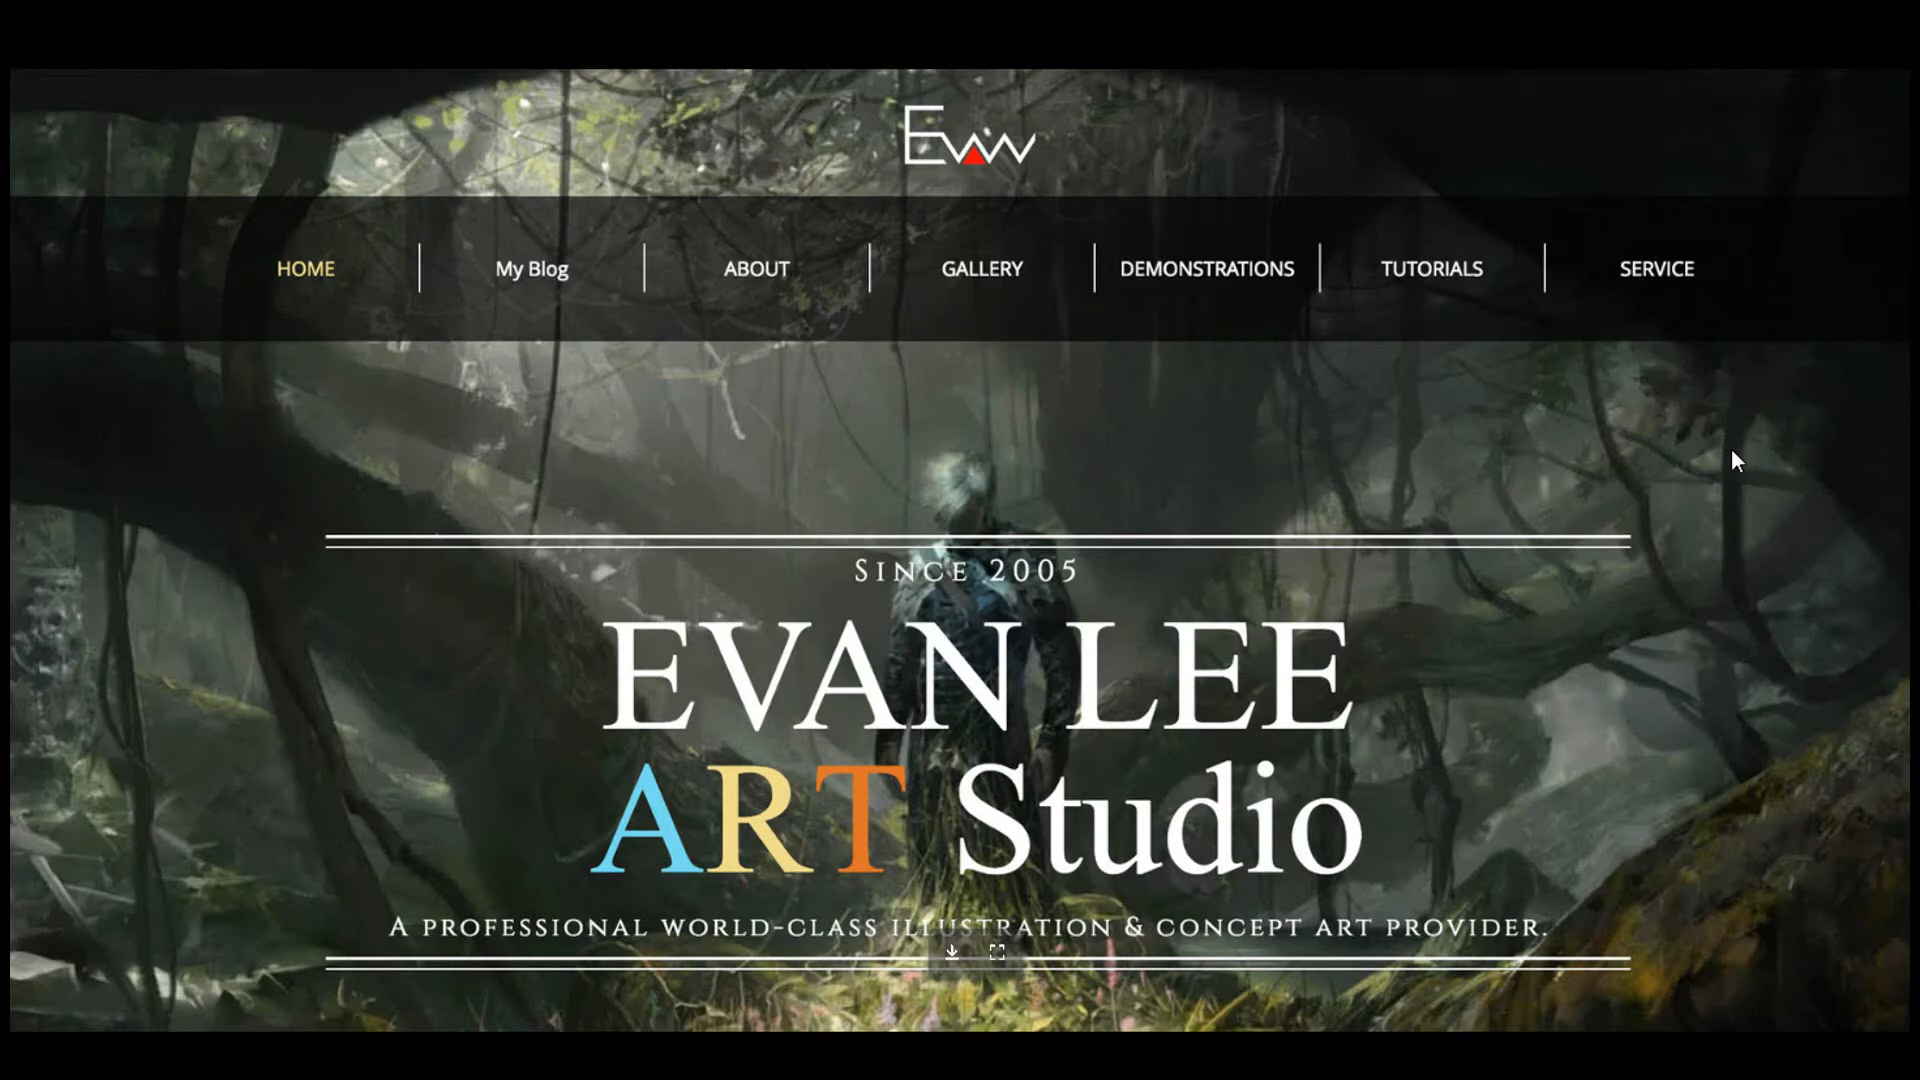 Evan
HOME My Blog ABOUT GALLERY DEMONSTRATIONS TUTORIALS SERVICE
SINCE 2005
EVAN LEE
ART Studio
A PROFESSIONAL WORLD-CLASS ILLUSTRATION & CONCEPT ART PROVIDER.